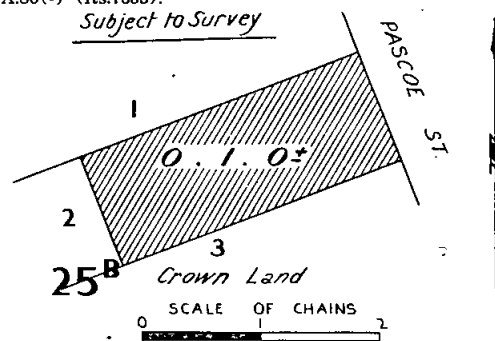 Subject to Survey
PASCOE ST.
1
0.1.0±
2
3
25B
Crown Land
SCALE OF CHAINS
0 1 2